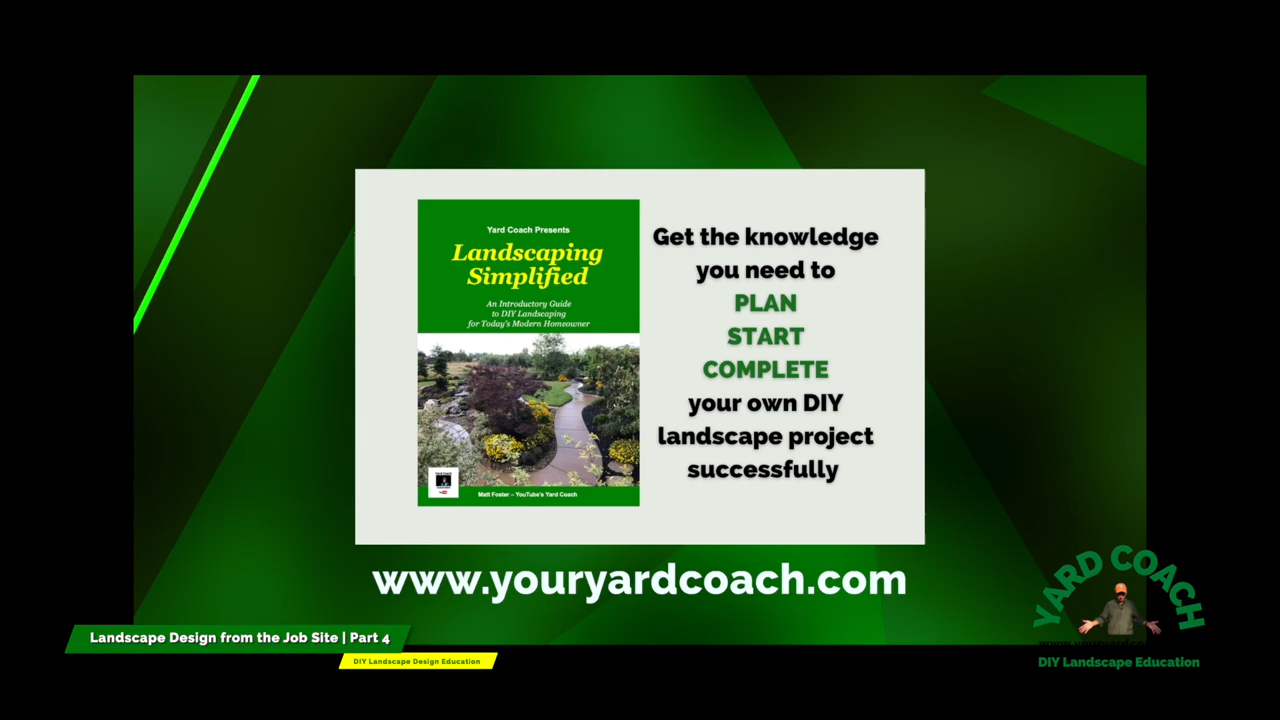 Yard Coach Presents
Landscaping
Simplified
An Introductory Guide
to DIY Landscaping
for Today's Modern Homeowner
Matt Foster – YouTube's Yard Coach
Get the knowledge
you need to
PLAN
START
COMPLETE
your own DIY
landscape project
successfully
www.youryardcoach.com
Landscape Design from the Job Site | Part 4
DIY Landscape Design Education
YARD COACH
DIY Landscape Education